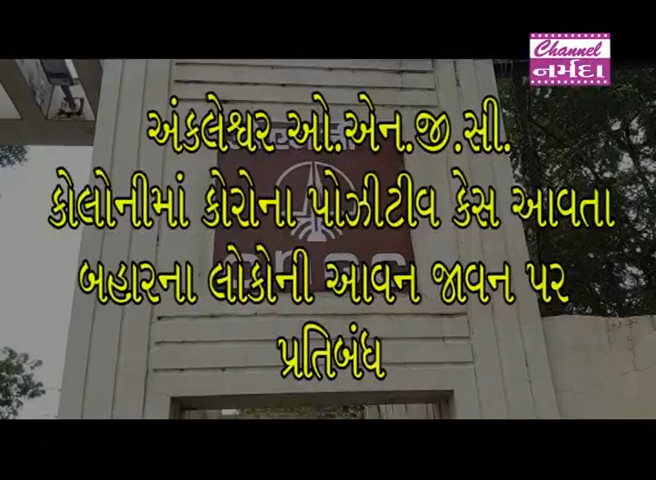 Channel
નર્મદા
અંકલેશ્વર ઓ.એન.જી.સી.
કોલોનીમાં કોરોના પોઝીટીવ કેસ આવતા
બહારના લોકોની આવન જાવન પર
પ્રતિબંધ